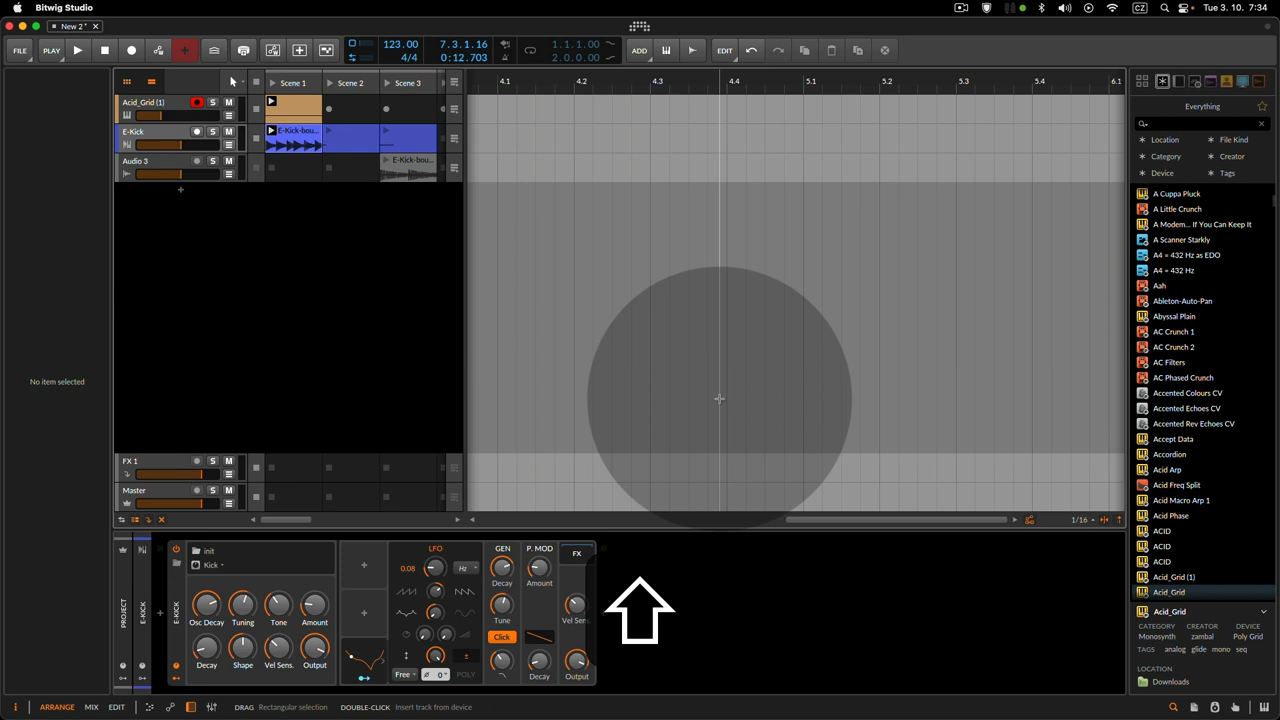 Bitwig Studio
CZ
Tue 3. 10. 7:34
New 2*
FILE
PLAY
123.00
4/4
7.3.1.16
0:12.703
1.1.1.00
2.0.0.00
ADD
EDIT
Scene 1
Scene 2
Scene 3
4.1
4.2
4.3
4.4
5.1
5.2
5.3
5.4
6.1
Everything
Acid_Grid (1)
S
M
E-Kick
S
M
E-Kick-bou...
Audio 3
S
M
E-Kick-bou...
Location
File Kind
Category
Creator
Device
Tags
A Cuppa Pluck
A Little Crunch
A Modem... If You Can Keep It
A Scanner Starkly
A4 = 432 Hz as EDO
A4 = 432 Hz
Aah
Ableton-Auto-Pan
Abyssal Plain
AC Crunch 1
AC Crunch 2
AC Filters
AC Phased Crunch
Accented Colours CV
Accented Echoes CV
Accented Rev Echoes CV
Accept Data
Accordion
Acid Arp
Acid Freq Split
Acid Macro Arp 1
Acid Phase
ACID
ACID
ACID
Acid_Grid (1)
Acid_Grid
No item selected
FX 1
S
M
Master
S
M
1/16
Acid_Grid
CATEGORY
CREATOR
DEVICE
Monosynth
zambal
Poly Grid
TAGS
analog glide mono seq
LOCATION
Downloads
PROJECT
E-KICK
E-KICK
init
Kick
Osc Decay
Tuning
Tone
Amount
Decay
Shape
Vel Sens.
Output
LFO
0.08
Hz
Free
0°
POLY
GEN
Decay
Tune
Click
P. MOD
Amount
Decay
FX
Vel Sens.
Output
ARRANGE
MIX
EDIT
DRAG Rectangular selection
DOUBLE-CLICK Insert track from device